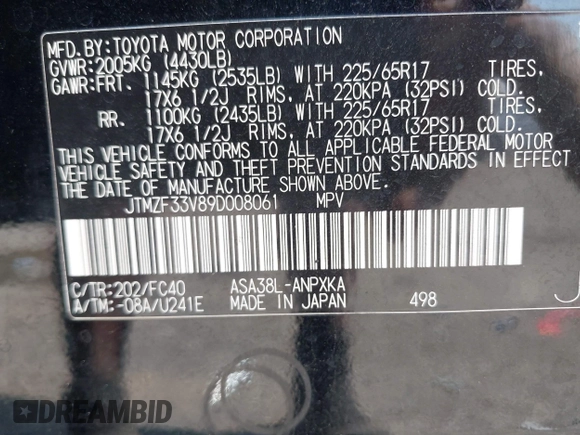 MFD.BY:TOYOTA MOTOR CORPORATION
GVWR:2005KG (4430LB)
GAWR:FRT. 1145KG (2535LB) WITH 225/65R17 TIRES,
17X6 1/2J RIMS, AT 220KPA (32PSI) COLD.
RR. 1100KG (2435LB) WITH 225/65R17 TIRES,
17X6 1/2J RIMS, AT 220KPA (32PSI) COLD.
THIS VEHICLE CONFORMS TO ALL APPLICABLE FEDERAL MOTOR
VEHICLE SAFETY AND THEFT PREVENTION STANDARDS IN EFFECT
ON THE DATE OF MANUFACTURE SHOWN ABOVE.
JTMZF33V89D008061 MPV
C/TR:202/FC40 ASA38L-ANPXKA
A/TM:-08A/U241E MADE IN JAPAN 498
J
DREAMBID